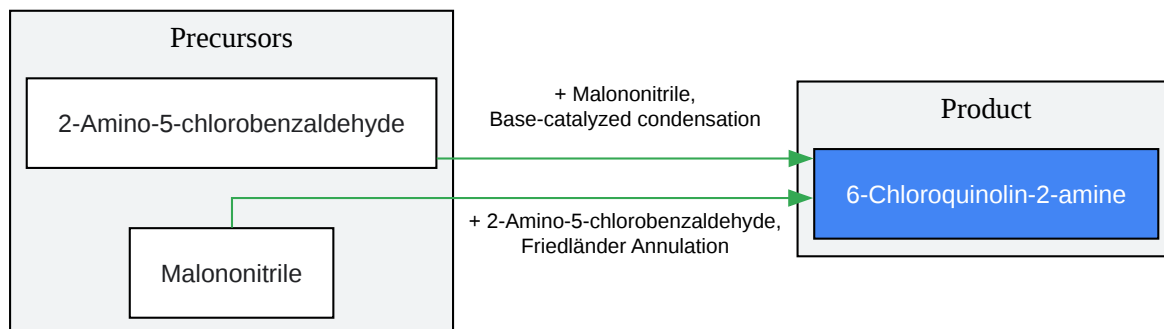 Precursors
2-Amino-5-chlorobenzaldehyde
Malononitrile
+ Malononitrile,
Base-catalyzed condensation
+ 2-Amino-5-chlorobenzaldehyde,
Friedländer Annulation
Product
6-Chloroquinolin-2-amine